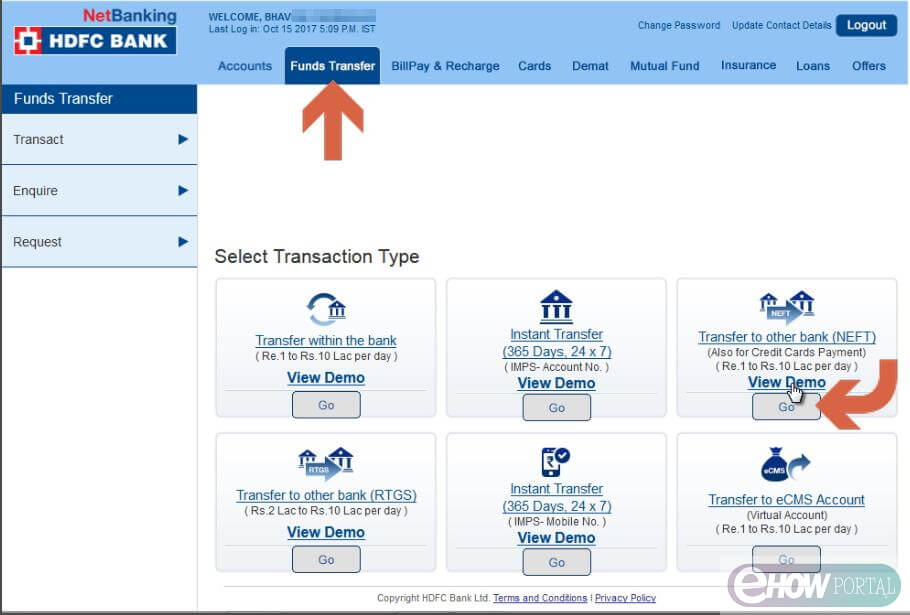 NetBanking
HDFC BANK
WELCOME, BHAV
Last Log in: Oct 15 2017 5:09 P.M. IST
Change Password
Update Contact Details
Logout
Accounts
Funds Transfer
BillPay & Recharge
Cards
Demat
Mutual Fund
Insurance
Loans
Offers
Funds Transfer
Transact
Enquire
Request
Select Transaction Type
Transfer within the bank
( Re.1 to Rs.10 Lac per day )
View Demo
Go
Instant Transfer
(365 Days, 24 x 7)
( IMPS- Account No. )
View Demo
Go
NEFT
Transfer to other bank (NEFT)
(Also for Credit Cards Payment)
( Re.1 to Rs.10 Lac per day )
View Demo
Go
RTGS
Transfer to other bank (RTGS)
( Rs.2 Lac to Rs.10 Lac per day )
View Demo
Go
Instant Transfer
(365 Days, 24 x 7)
( IMPS- Mobile No. )
View Demo
Go
eCMS
Transfer to eCMS Account
(Virtual Account)
( Re.1 to Rs.10 Lac per day )
Go
Copyright HDFC Bank Ltd. Terms and Conditions | Privacy Policy
eHOW PORTAL